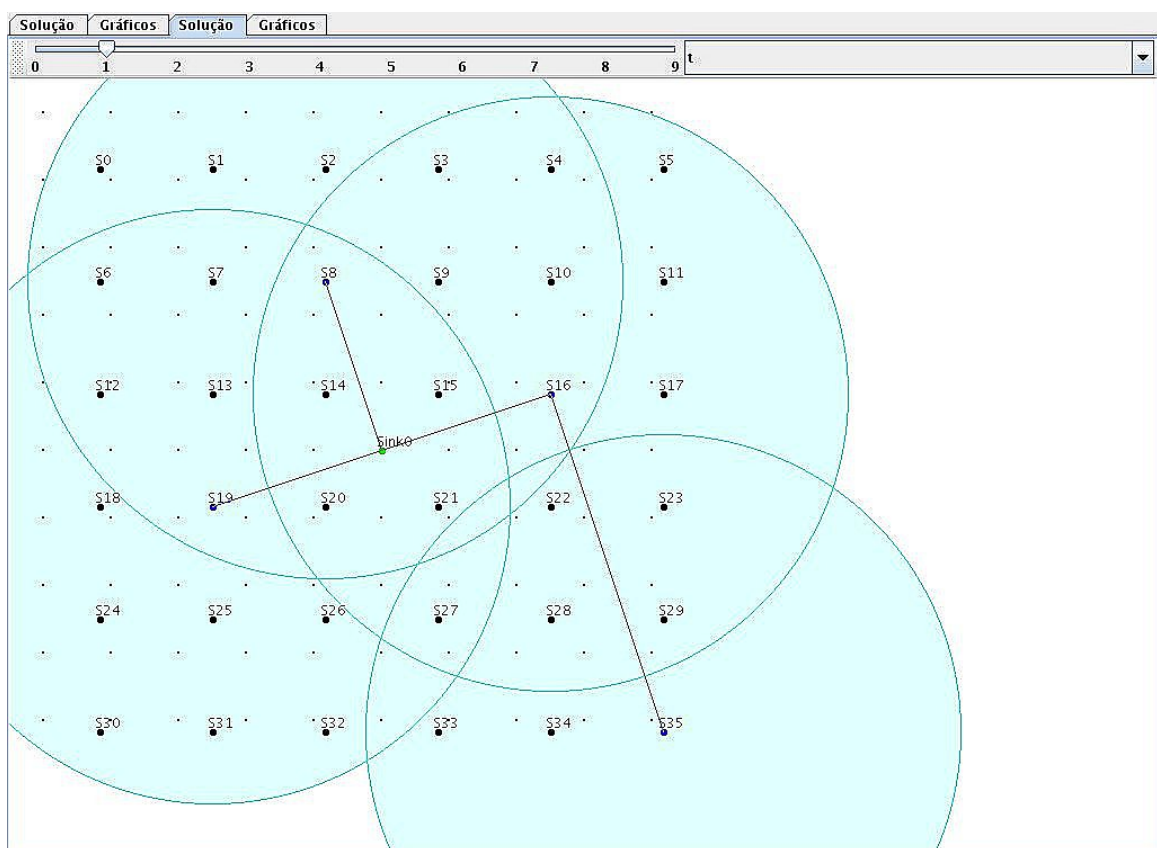 Solução Gráficos Solução Gráficos
0 1 2 3 4 5 6 7 8 9 t
S0 S1 S2 S3 S4 S5
S6 S7 S8 S9 S10 S11
S12 S13 S14 S15 S16 S17
Sink0
S18 S19 S20 S21 S22 S23
S24 S25 S26 S27 S28 S29
S30 S31 S32 S33 S34 S35